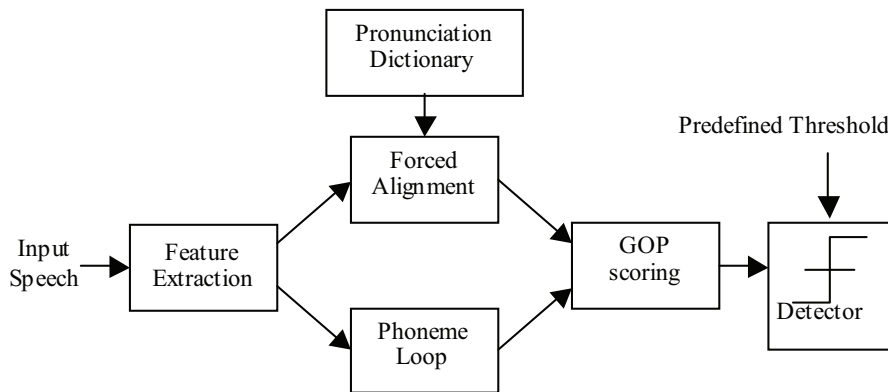 Pronunciation
Dictionary
Predefined Threshold
Forced
Alignment
Input
Speech
Feature
Extraction
GOP
scoring
Detector
Phoneme
Loop